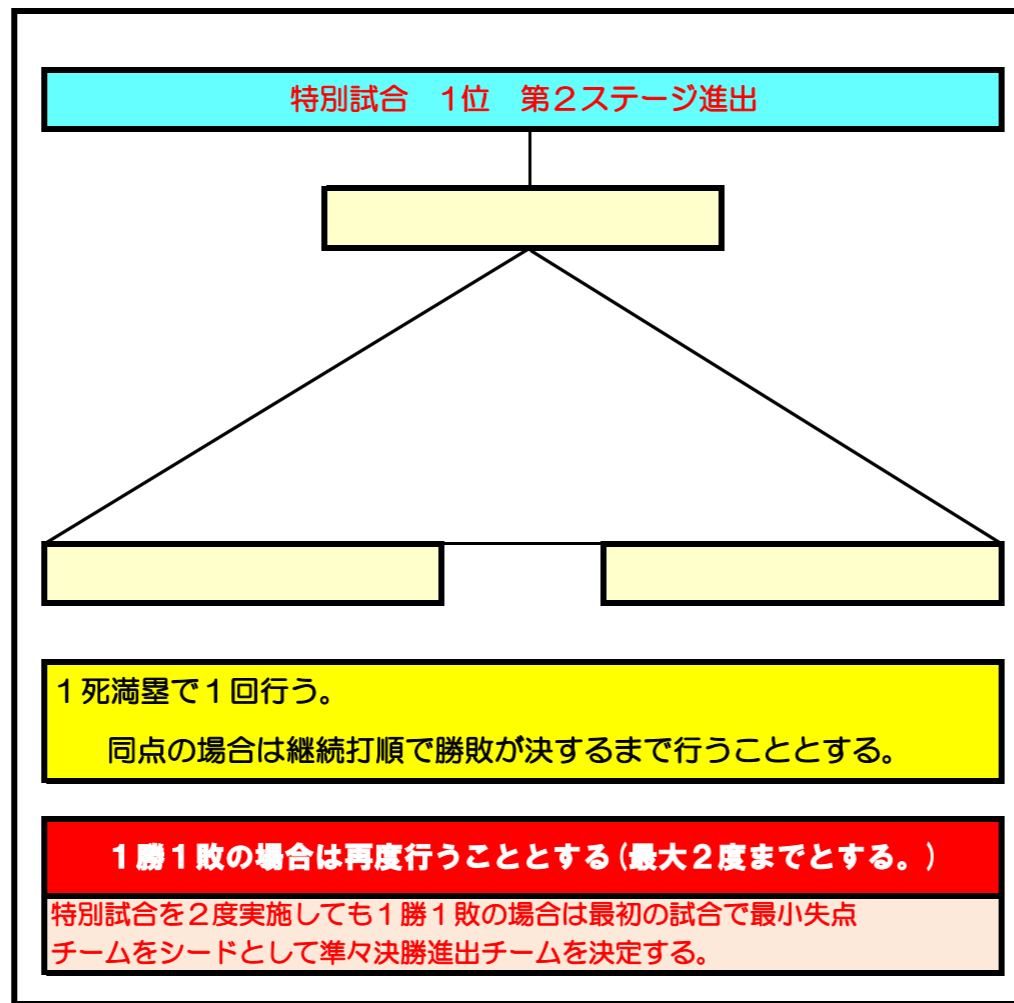 特別試合　1位　第２ステージ進出
１死満塁で１回行う。
同点の場合は継続打順で勝敗が決するまで行うこととする。
１勝１敗の場合は再度行うこととする(最大２度までとする。)
特別試合を２度実施しても１勝１敗の場合は最初の試合で最小失点
チームをシードとして準々決勝進出チームを決定する。